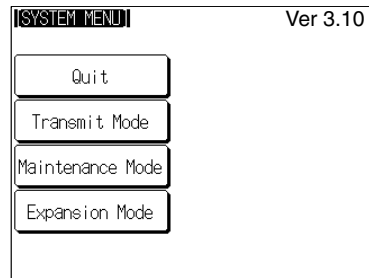 [SYSTEM MENU]
Ver 3.10
Quit
Transmit Mode
Maintenance Mode
Expansion Mode